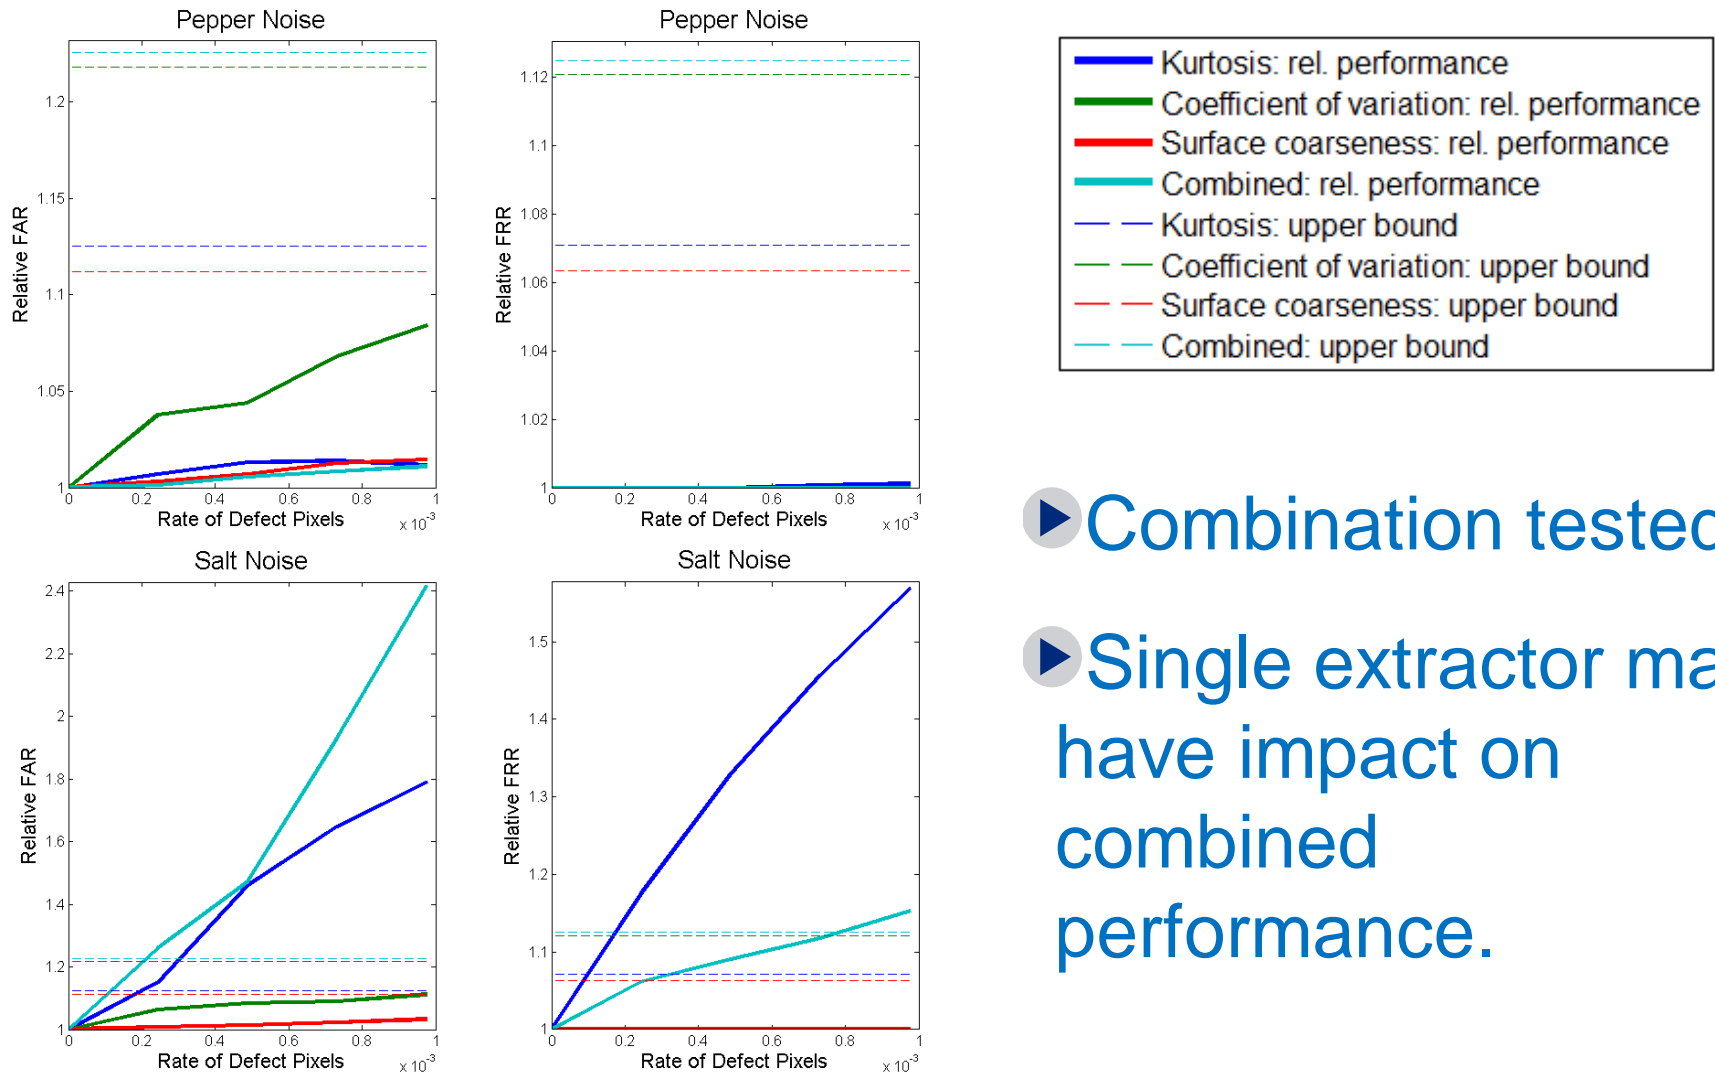 Pepper Noise
Relative FAR
1.2
1.15
1.1
1.05
1
0 0.2 0.4 0.6 0.8 1
Rate of Defect Pixels
x 10⁻³
Pepper Noise
Relative FRR
1.12
1.1
1.08
1.06
1.04
1.02
1
0 0.2 0.4 0.6 0.8 1
Rate of Defect Pixels
x 10⁻³
Kurtosis: rel. performance
Coefficient of variation: rel. performance
Surface coarseness: rel. performance
Combined: rel. performance
Kurtosis: upper bound
Coefficient of variation: upper bound
Surface coarseness: upper bound
Combined: upper bound
Salt Noise
Relative FAR
2.4
2.2
2
1.8
1.6
1.4
1.2
1
0 0.2 0.4 0.6 0.8 1
Rate of Defect Pixels
x 10⁻³
Salt Noise
Relative FRR
1.5
1.4
1.3
1.2
1.1
1
0 0.2 0.4 0.6 0.8 1
Rate of Defect Pixels
x 10⁻³
Combination
Single extractor
have impact on
combined
performance.